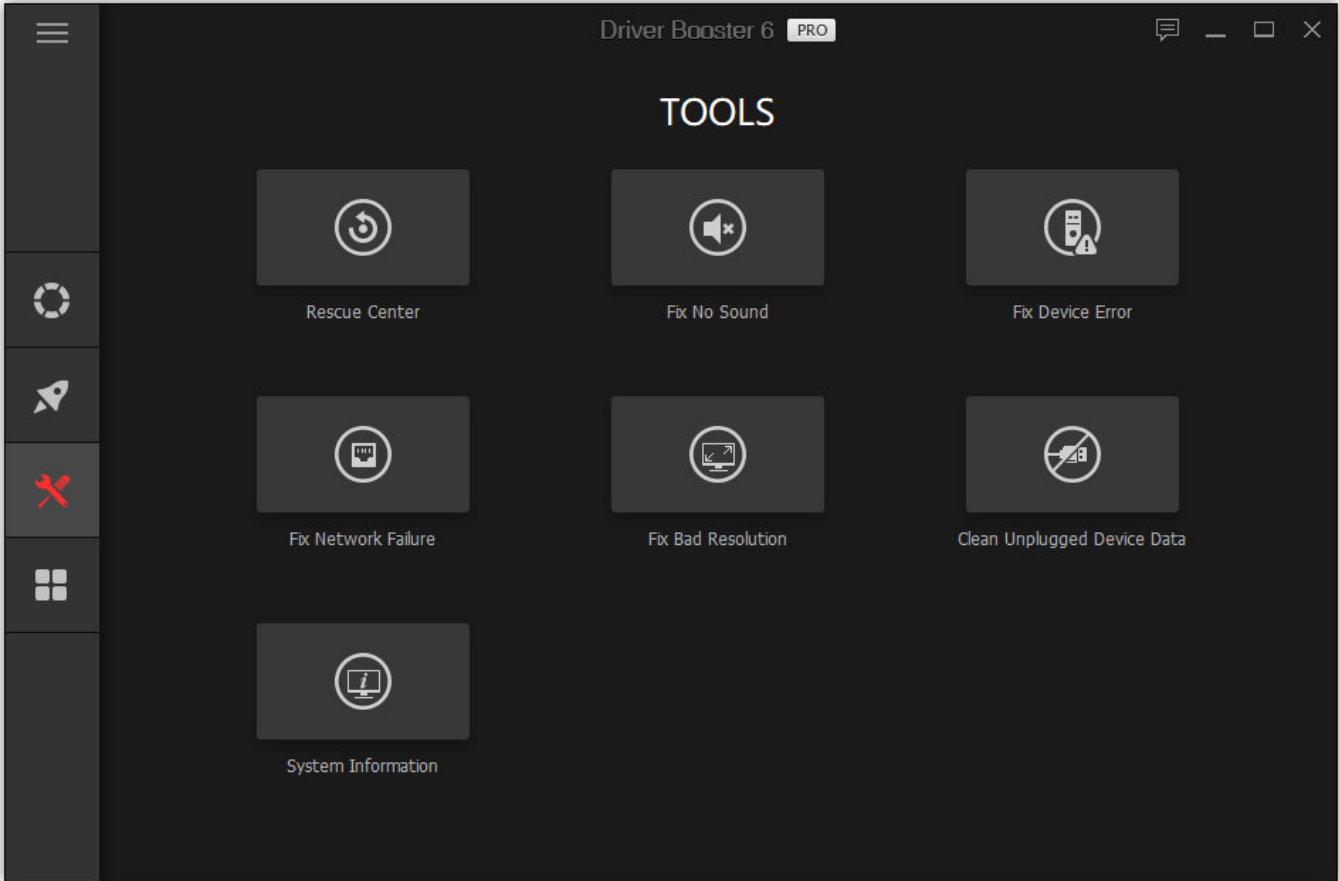 Driver Booster 6 PRO
TOOLS
Rescue Center
Fix No Sound
Fix Device Error
Fix Network Failure
Fix Bad Resolution
Clean Unplugged Device Data
System Information